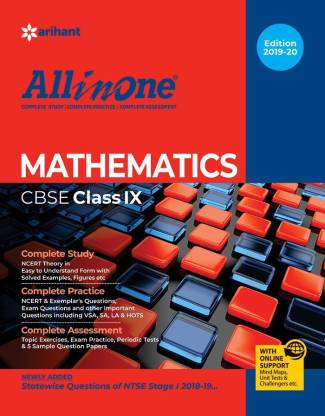 arihant
Edition
2019-20
All in One
COMPLETE STUDY | COMPLETE PRACTICE | COMPLETE ASSESSMENT
MATHEMATICS
CBSE Class IX
Complete Study
NCERT Theory in
Easy to Understand Form with
Solved Examples, Figures etc
Complete Practice
NCERT & Exemplar's Questions,
Exam Questions and other Important
Questions including VSA, SA, LA & HOTS
Complete Assessment
Topic Exercises, Exam Practice, Periodic Tests
& 5 Sample Question Papers
NEWLY ADDED
Statewise Questions of NTSE Stage I 2018-19...
WITH
ONLINE
SUPPORT
Mind Maps,
Unit Tests &
Challengers etc.